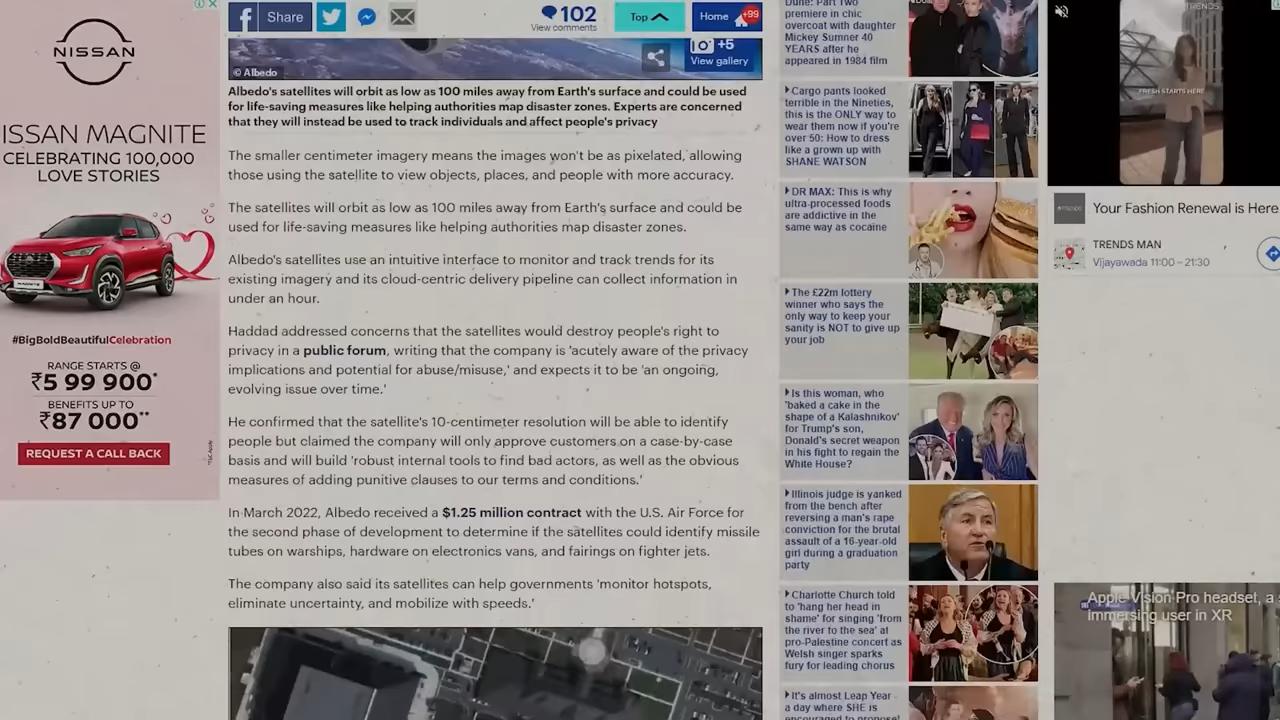 NISSAN
ISSAN MAGNITE
CELEBRATING 100,000
LOVE STORIES
MAGNITE
#BigBoldBeautifulCelebration
RANGE STARTS @
₹5 99 900*
BENEFITS UP TO
₹87 000**
REQUEST A CALL BACK
Share
102
View comments
Top
Home
+99
+5
View gallery
© Albedo
Albedo's satellites will orbit as low as 100 miles away from Earth's surface and could be used
for life-saving measures like helping authorities map disaster zones. Experts are concerned
that they will instead be used to track individuals and affect people's privacy
The smaller centimeter imagery means the images won't be as pixelated, allowing
those using the satellite to view objects, places, and people with more accuracy.
The satellites will orbit as low as 100 miles away from Earth's surface and could be
used for life-saving measures like helping authorities map disaster zones.
Albedo's satellites use an intuitive interface to monitor and track trends for its
existing imagery and its cloud-centric delivery pipeline can collect information in
under an hour.
Haddad addressed concerns that the satellites would destroy people's right to
privacy in a public forum, writing that the company is 'acutely aware of the privacy
implications and potential for abuse/misuse,' and expects it to be 'an ongoing,
evolving issue over time.'
He confirmed that the satellite's 10-centimeter resolution will be able to identify
people but claimed the company will only approve customers on a case-by-case
basis and will build 'robust internal tools to find bad actors, as well as the obvious
measures of adding punitive clauses to our terms and conditions.'
In March 2022, Albedo received a $1.25 million contract with the U.S. Air Force for
the second phase of development to determine if the satellites could identify missile
tubes on warships, hardware on electronics vans, and fairings on fighter jets.
The company also said its satellites can help governments 'monitor hotspots,
eliminate uncertainty, and mobilize with speeds.'
Dune: Part Two
premiere in chic
overcoat with daughter
Mickey Sumner 40
YEARS after he
appeared in 1984 film
Cargo pants looked
terrible in the Nineties,
this is the ONLY way to
wear them now if you're
over 50: How to dress
like a grown up with
SHANE WATSON
DR MAX: This is why
ultra-processed foods
are addictive in the
same way as cocaine
The £22m lottery
winner who says the
only way to keep your
sanity is NOT to give up
your job
Is this woman, who
'baked a cake in the
shape of a Kalashnikov'
for Trump's son,
Donald's secret weapon
in his fight to regain the
White House?
Illinois judge is yanked
from the bench after
reversing a man's rape
conviction for the brutal
assault of a 16-year-old
girl during a graduation
party
Charlotte Church told
to 'hang her head in
shame' for singing 'from
the river to the sea' at
pro-Palestine concert as
Welsh singer sparks
fury for leading chorus
It's almost Leap Year -
a day where SHE is
encouraged to propose!
TRENDS
FRESH STARTS HERE
TRENDS
Your Fashion Renewal is Here
TRENDS MAN
Vijayawada 11:00 – 21:30
Apple Vision Pro headset, a s
immersing user in XR